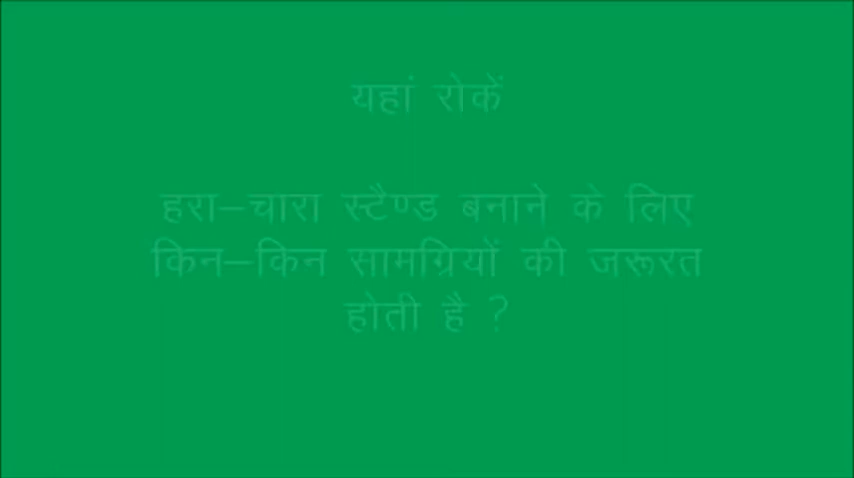 यहां रोकें
हरा–चारा स्टैण्ड बनाने के लिए
किन–किन सामग्रियों की जरूरत
होती है ?